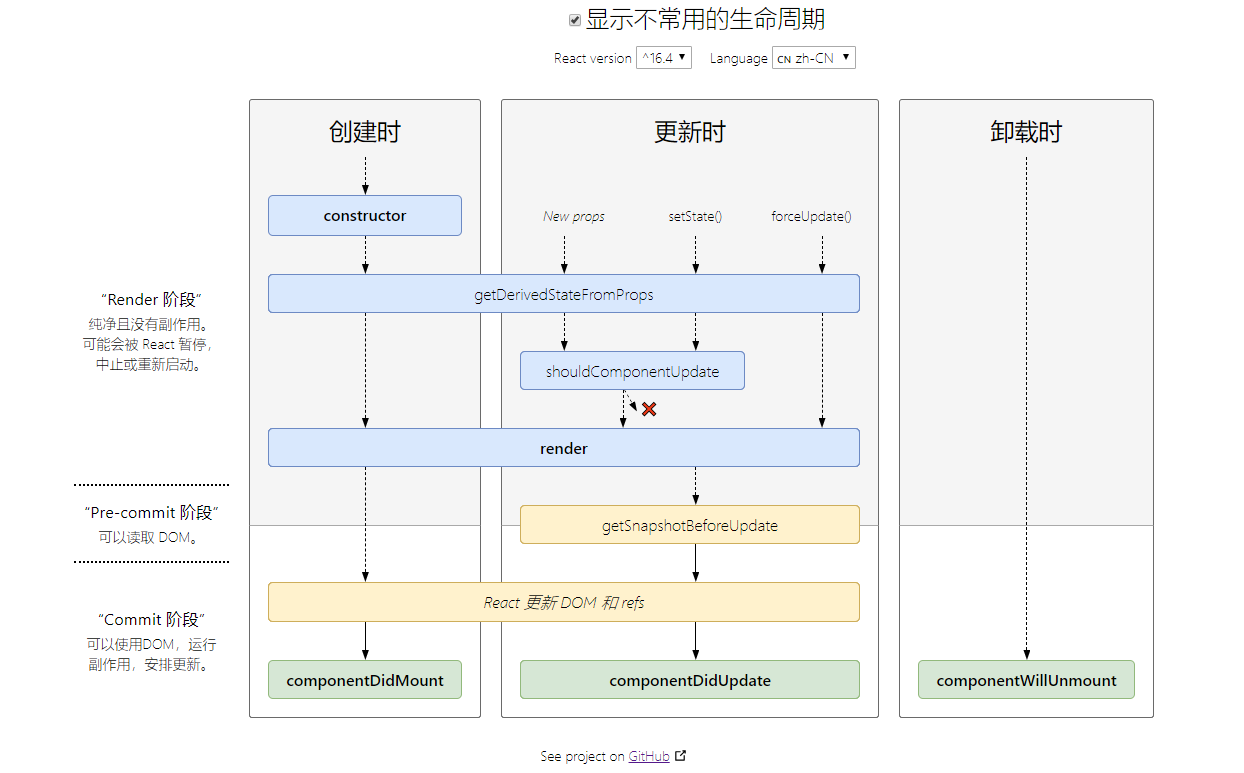 显示不常用的生命周期
React version ^16.4 Language CN zh-CN
创建时
更新时
卸载时
constructor
New props
setState()
forceUpdate()
getDerivedStateFromProps
“Render 阶段”
纯净且没有副作用。
可能会被 React 暂停，
中止或重新启动。
shouldComponentUpdate
render
“Pre-commit 阶段”
可以读取 DOM。
getSnapshotBeforeUpdate
React 更新 DOM 和 refs
“Commit 阶段”
可以使用DOM，运行
副作用，安排更新。
componentDidMount
componentDidUpdate
componentWillUnmount
See project on GitHub